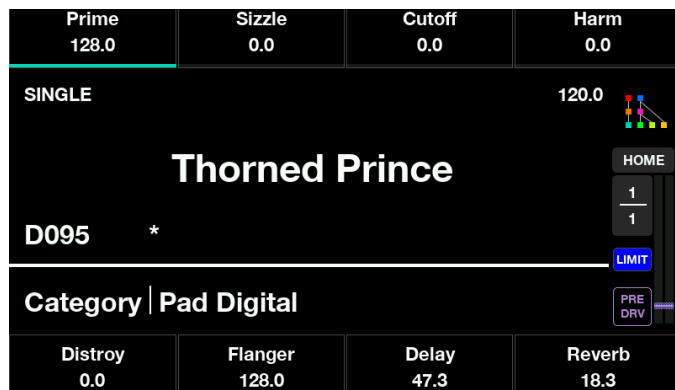 Prime Sizzle Cutoff Harm
128.0 0.0 0.0 0.0
SINGLE 120.0
HOME
Thorned Prince
1
1
D095 *
LIMIT
Category Pad Digital
PRE
DRV
Distroy Flanger Delay Reverb
0.0 128.0 47.3 18.3